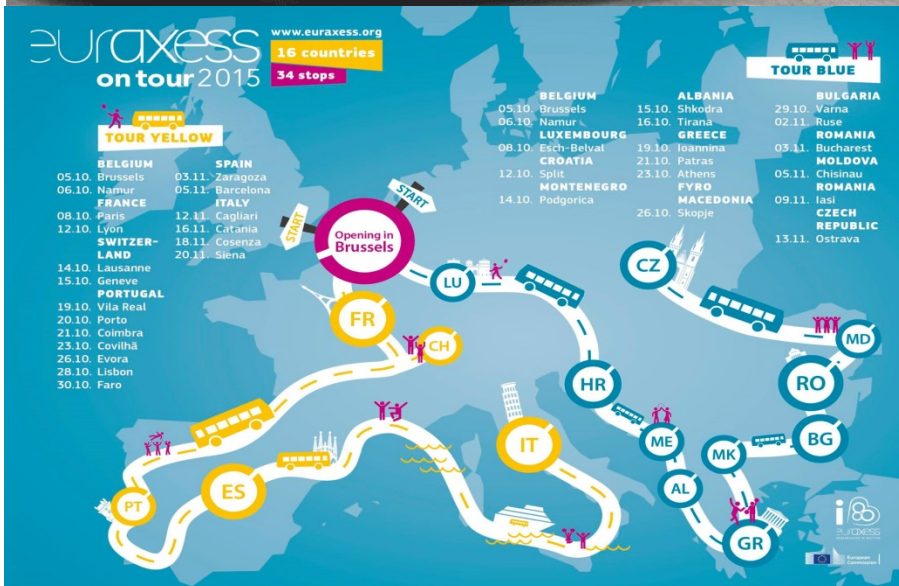 euraxess
on tour 2015
www.euraxess.org
16 countries
34 stops
TOUR YELLOW
BELGIUM
05.10. Brussels
06.10. Namur
FRANCE
08.10. Paris
12.10. Lyon
SWITZER-
LAND
14.10. Lausanne
15.10. Geneve
PORTUGAL
19.10. Vila Real
20.10. Porto
21.10. Coimbra
23.10. Covilhã
26.10. Evora
28.10. Lisbon
30.10. Faro
SPAIN
03.11. Zaragoza
05.11. Barcelona
ITALY
12.11. Cagliari
16.11. Catania
18.11. Cosenza
20.11. Siena
TOUR BLUE
BELGIUM
05.10. Brussels
06.10. Namur
LUXEMBOURG
08.10. Esch-Belval
CROATIA
12.10. Split
MONTENEGRO
14.10. Podgorica
ALBANIA
15.10. Shkodra
16.10. Tirana
GREECE
19.10. Ioannina
21.10. Patras
23.10. Athens
FYRO
MACEDONIA
26.10. Skopje
BULGARIA
29.10. Varna
02.11. Ruse
ROMANIA
03.11. Bucharest
MOLDOVA
05.11. Chisinau
ROMANIA
09.11. Iasi
CZECH
REPUBLIC
13.11. Ostrava
START
START
Opening in
Brussels
LU
CZ
FR
CH
MD
HR
RO
IT
ME
MK
BG
PT
ES
AL
GR
euraxess
European
Commission